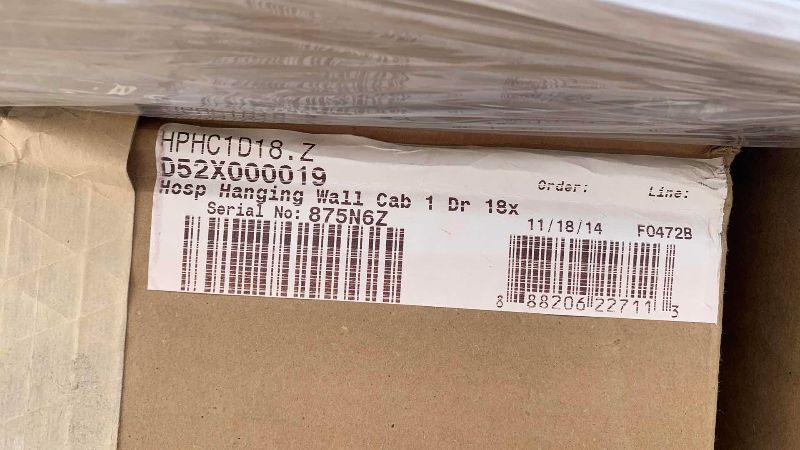 HPHC1D18.Z
D52X000019
Hosp Hanging Wall Cab 1 Dr 18x
Order: Line:
Serial No: 875N6Z
11/18/14 F0472B
8 88206 22711 3